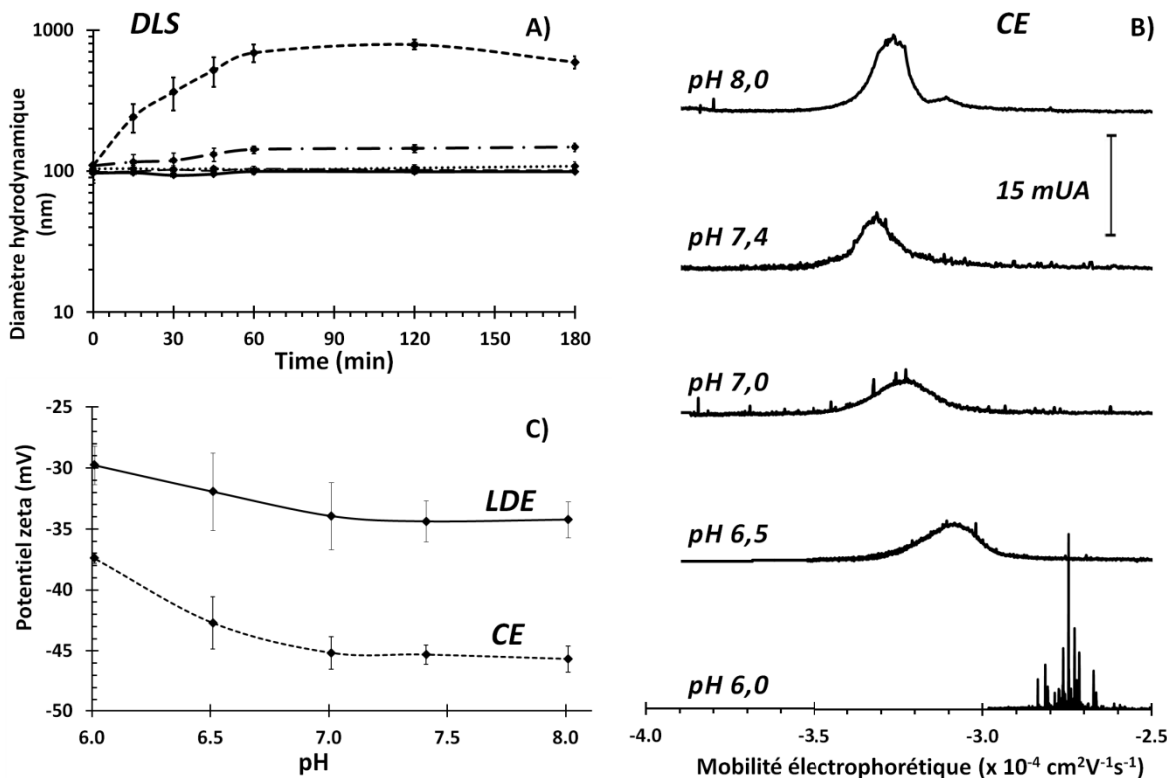 DLS
A)
1000
100
10
Diamètre hydrodynamique
(nm)
0
30
60
90
120
150
180
Time (min)
C)
-25
-30
-35
-40
-45
-50
Potentiel zeta (mV)
LDE
CE
6.0
6.5
7.0
7.5
8.0
pH
CE
B)
pH 8,0
15 mUA
pH 7,4
pH 7,0
pH 6,5
pH 6,0
-4.0
-3.5
-3.0
-2.5
Mobilité électrophorétique (x 10⁻⁴ cm²V⁻¹s⁻¹)